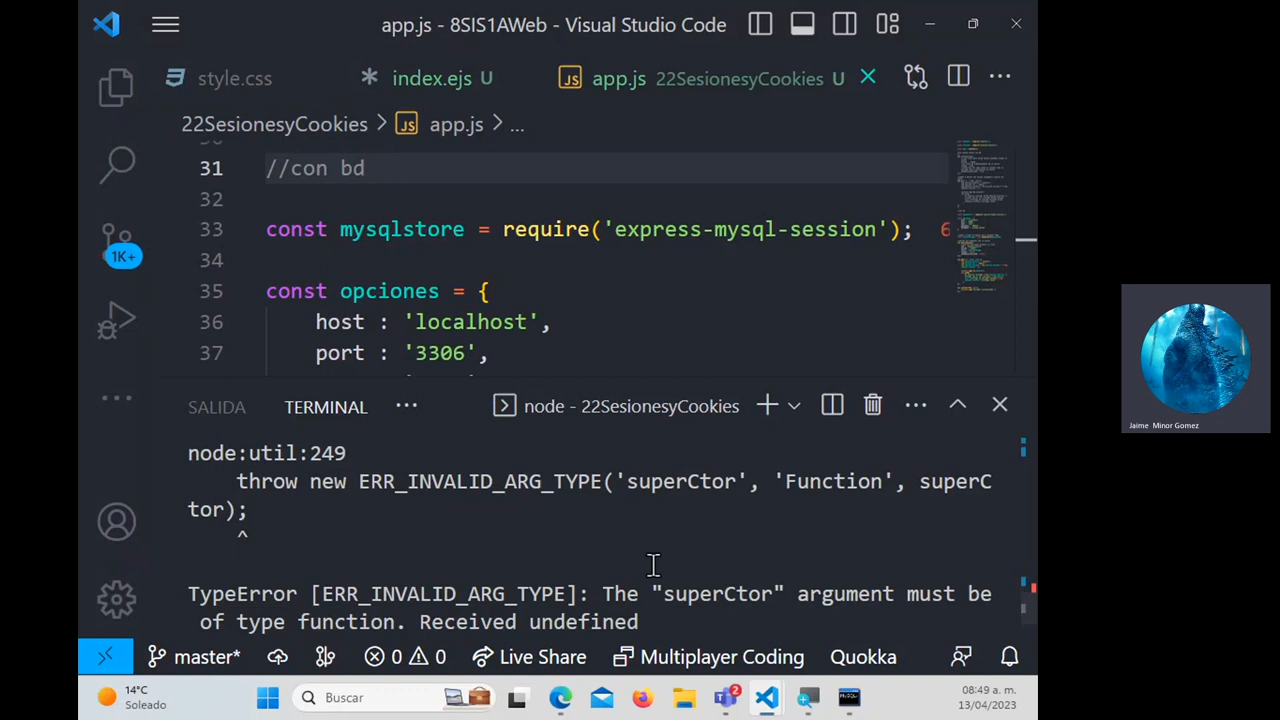 app.js - 8SIS1AWeb - Visual Studio Code
style.css
index.ejs U
JS app.js 22SesionesyCookies U
22SesionesyCookies > JS app.js > ...
31 //con bd
32
33 const mysqlstore = require('express-mysql-session'); 6
34
35 const opciones = {
36 host : 'localhost',
37 port : '3306',
1K+
SALIDA TERMINAL ... node - 22SesionesyCookies
node:util:249
throw new ERR_INVALID_ARG_TYPE('superCtor', 'Function', superC
tor);
^
TypeError [ERR_INVALID_ARG_TYPE]: The "superCtor" argument must be
of type function. Received undefined
master* 0 0 Live Share Multiplayer Coding Quokka
14°C
Soleado
Buscar
2
08:49 a. m.
13/04/2023
Jaime Minor Gomez